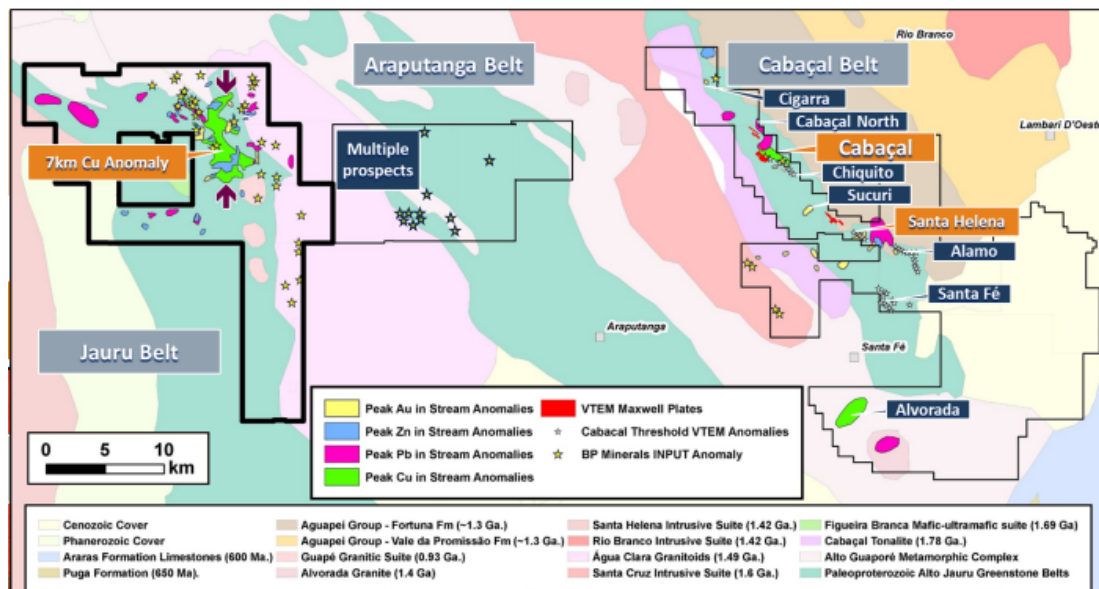 Rio Branco
Araputanga Belt
Cabaçal Belt
Cigarra
Cabaçal North
Lambari D'Oeste
Cabaçal
7km Cu Anomaly
Multiple
prospects
Chiquito
Sucuri
Santa Helena
Alamo
Santa Fé
Jauru Belt
Araputanga
Santa Fé
Alvorada
Peak Au in Stream Anomalies
Peak Zn in Stream Anomalies
Peak Pb in Stream Anomalies
Peak Cu in Stream Anomalies
VTEM Maxwell Plates
Cabacal Threshold VTEM Anomalies
BP Minerals INPUT Anomaly
0 5 10
km
Cenozoic Cover
Phanerozoic Cover
Araras Formation Limestones (600 Ma.)
Puga Formation (650 Ma).
Aguapei Group - Fortuna Fm (~1.3 Ga.)
Aguapei Group - Vale da Promissão Fm (~1.3 Ga.)
Guapé Granitic Suite (0.93 Ga.)
Alvorada Granite (1.4 Ga)
Santa Helena Intrusive Suite (1.42 Ga.)
Rio Branco Intrusive Suite (1.42 Ga.)
Água Clara Granitoids (1.49 Ga.)
Santa Cruz Intrusive Suite (1.6 Ga.)
Figueira Branca Mafic-ultramafic suite (1.69 Ga)
Cabaçal Tonalite (1.78 Ga.)
Alto Guaporé Metamorphic Complex
Paleoproterozoic Alto Jauru Greenstone Belts